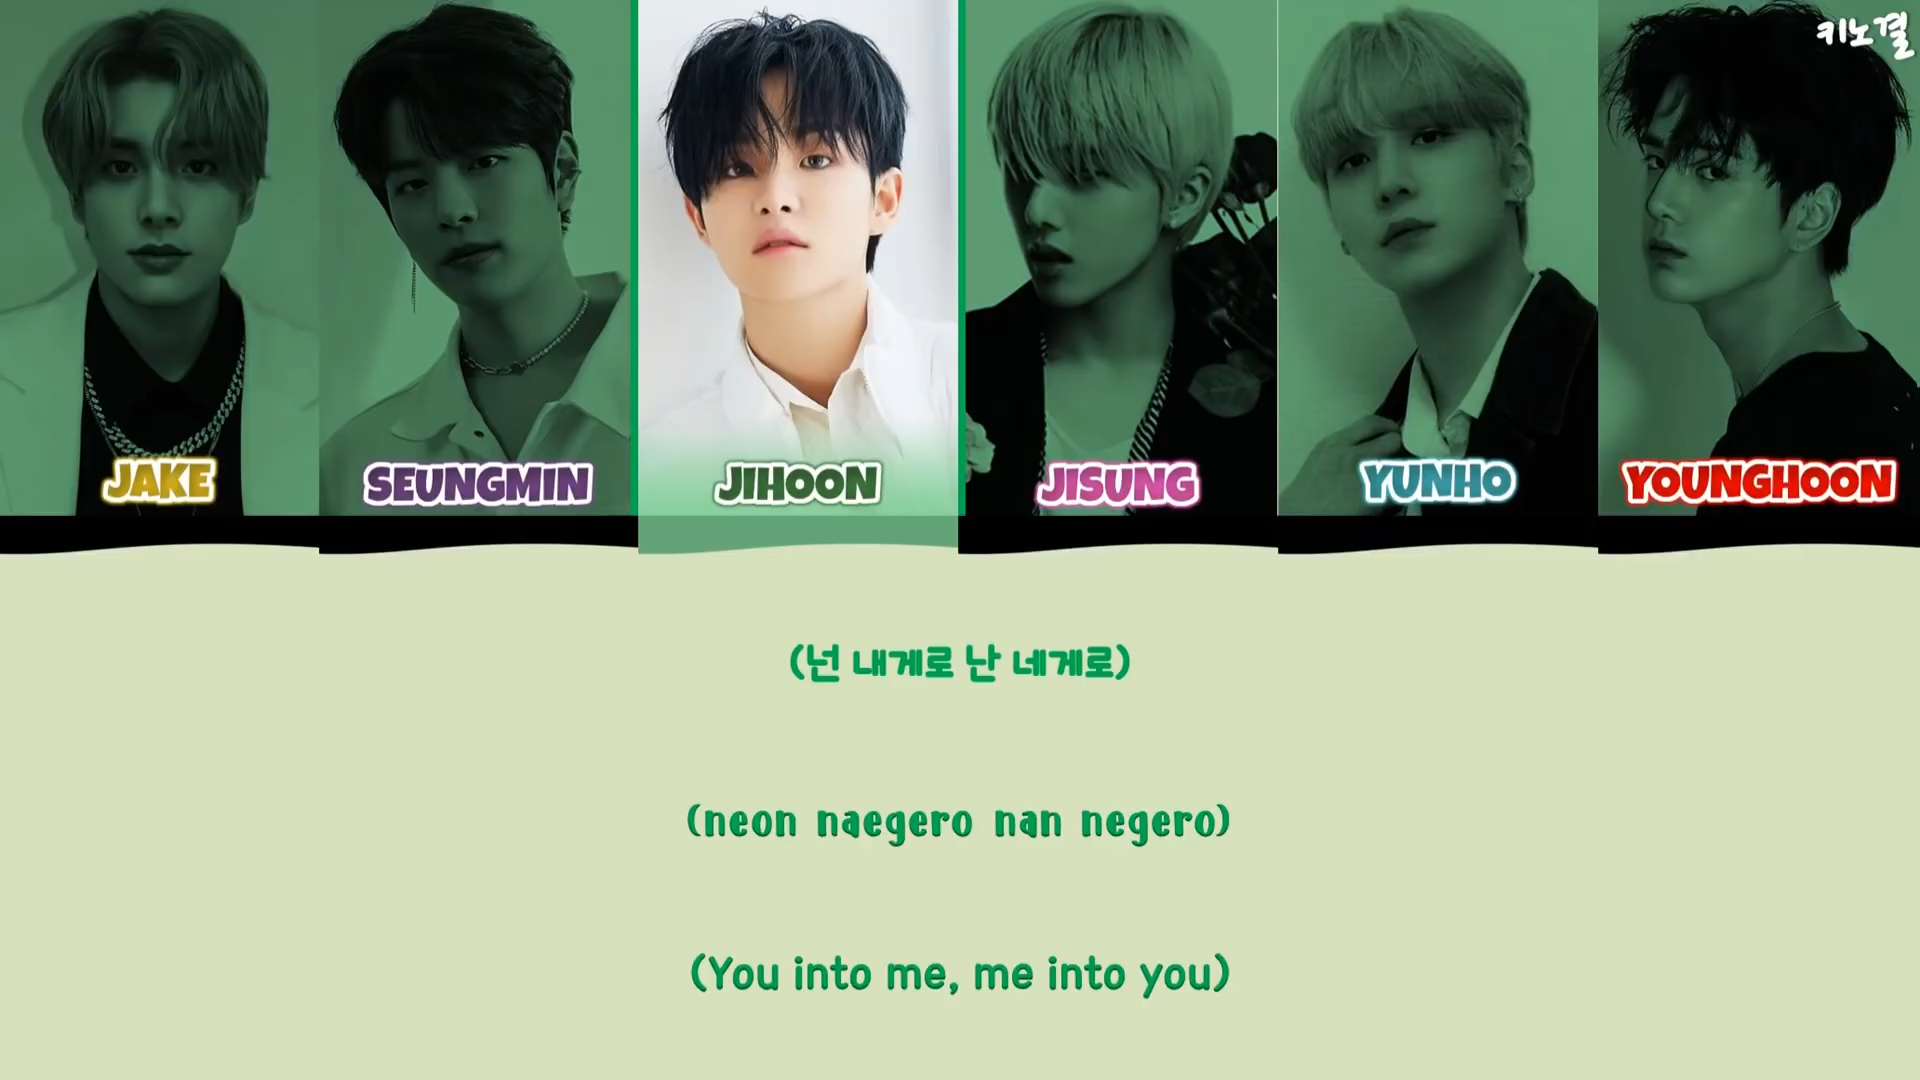 키노결
JAKE
SEUNGMIN
JIHOON
JISUNG
YUNHO
YOUNGHOON
(넌 내게로 난 네게로)
(neon naegero nan negero)
(You into me, me into you)